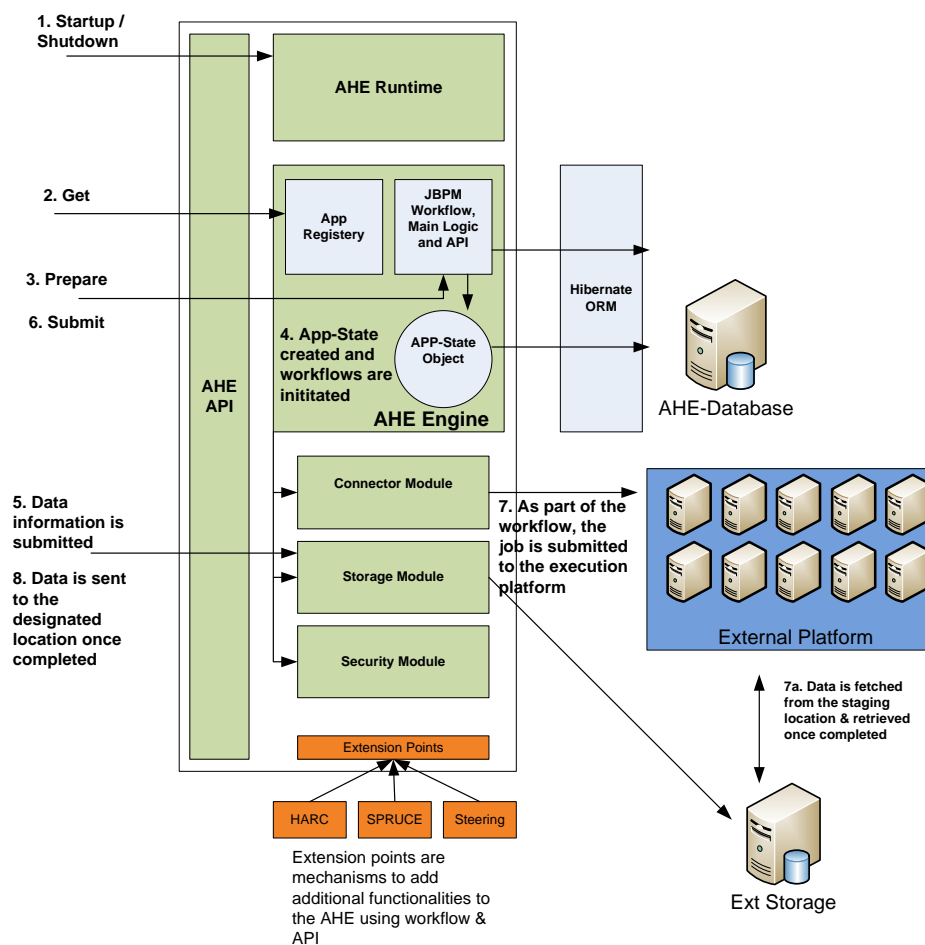 1. Startup /
Shutdown
AHE Runtime
2. Get
App
Registery
JBPM
Workflow,
Main Logic
and API
3. Prepare
6. Submit
Hibernate
ORM
4. App-State
created and
workflows are
inititated
APP-State
Object
AHE Engine
AHE
API
AHE-Database
Connector Module
5. Data
information is
submitted
7. As part of the
workflow, the
job is submitted
to the execution
platform
8. Data is sent
to the
designated
location once
completed
Storage Module
External Platform
Security Module
7a. Data is fetched
from the staging
location & retrieved
once completed
Extension Points
HARC
SPRUCE
Steering
Extension points are
mechanisms to add
additional functionalities to
the AHE using workflow &
API
Ext Storage